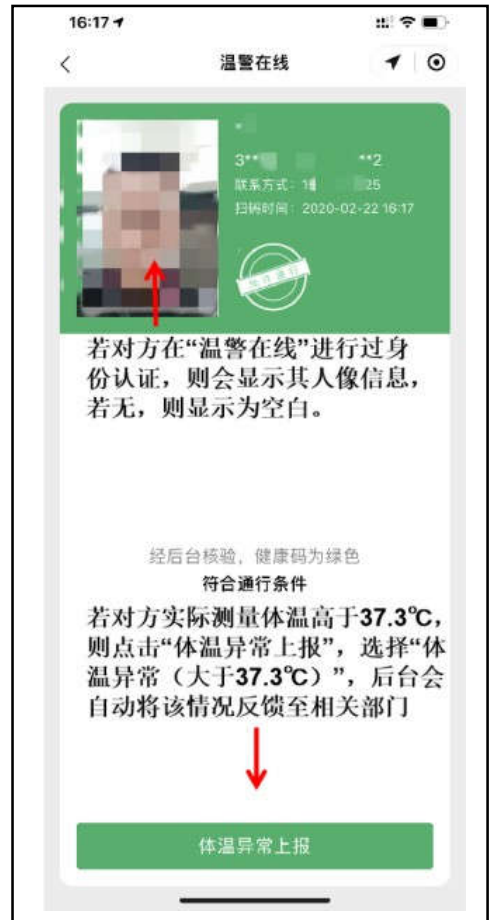 16:17
温警在线
3** **2
联系方式：1 25
扫码时间：2020-02-22 16:17
若对方在“温警在线”进行过身
份认证，则会显示其人像信息，
若无，则显示为空白。
经后台核验，健康码为绿色
符合通行条件
若对方实际测量体温高于37.3℃，
则点击“体温异常上报”，选择“体
温异常（大于37.3℃）”，后台会
自动将该情况反馈至相关部门
体温异常上报